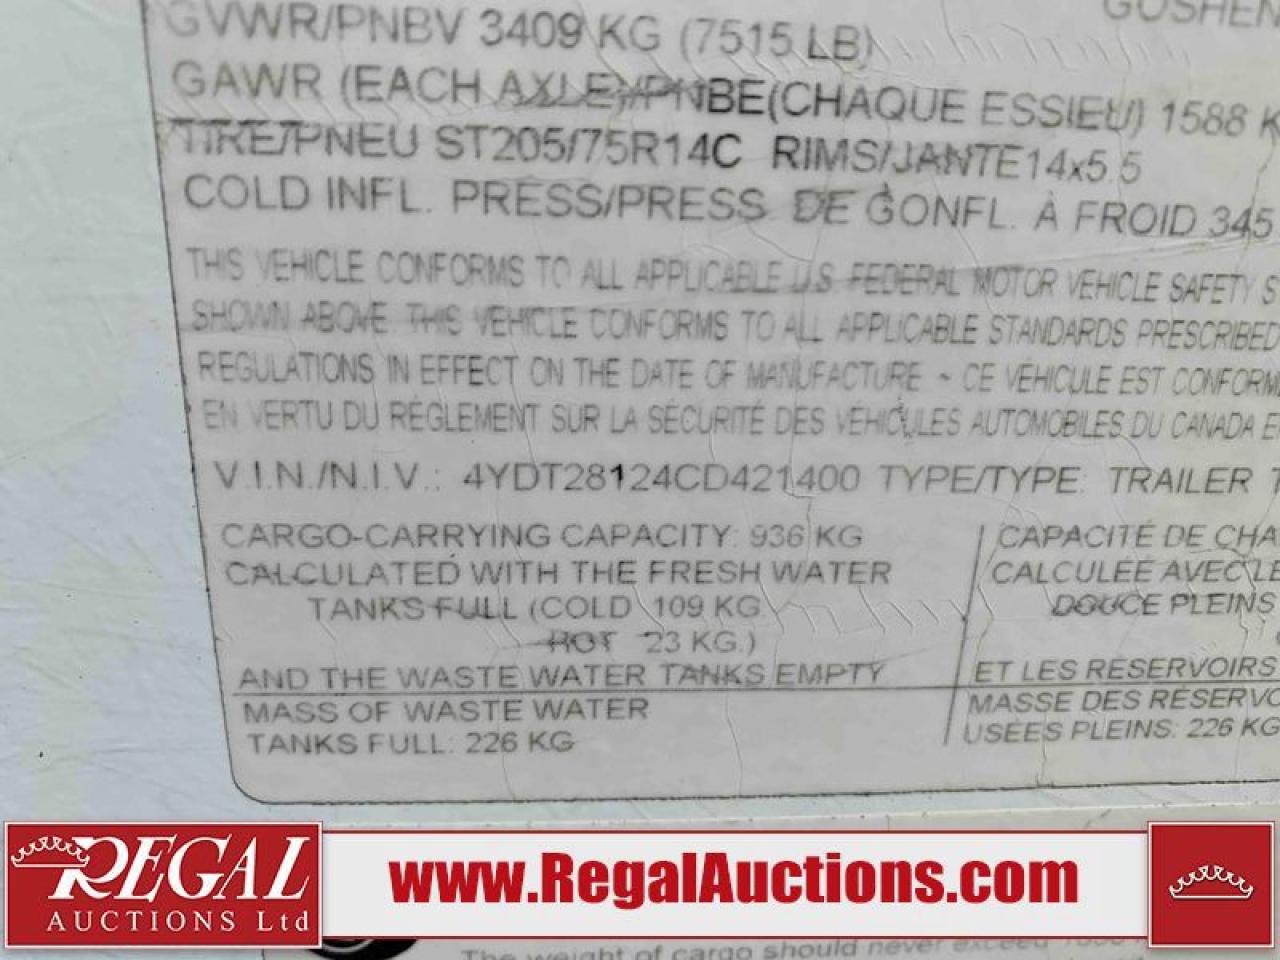 GOSHEN
GVWR/PNBV 3409 KG (7515 LB)
GAWR (EACH AXLE)/PNBE(CHAQUE ESSIEU) 1588 K
TIRE/PNEU ST205/75R14C RIMS/JANTE14x5.5
COLD INFL. PRESS/PRESS. DE GONFL. À FROID 345
THIS VEHICLE CONFORMS TO ALL APPLICABLE U.S. FEDERAL MOTOR VEHICLE SAFETY S
SHOWN ABOVE. THIS VEHICLE CONFORMS TO ALL APPLICABLE STANDARDS PRESCRIBED
REGULATIONS IN EFFECT ON THE DATE OF MANUFACTURE ~ CE VÉHICULE EST CONFORM
EN VERTU DU RÈGLEMENT SUR LA SÉCURITÉ DES VÉHICULES AUTOMOBILES DU CANADA E
V.I.N./N.I.V.: 4YDT28124CD421400 TYPE/TYPE: TRAILER T
CARGO-CARRYING CAPACITY: 936 KG
CALCULATED WITH THE FRESH WATER
TANKS FULL (COLD 109 KG.
HOT 23 KG.)
AND THE WASTE WATER TANKS EMPTY
MASS OF WASTE WATER
TANKS FULL: 226 KG
CAPACITÉ DE CHA
CALCULÉE AVEC LE
DOUCE PLEINS
ET LES RÉSERVOIRS
MASSE DES RÉSERVO
USÉES PLEINS: 226 KG
REGAL
AUCTIONS Ltd
www.RegalAuctions.com
The weight of cargo should never exceed